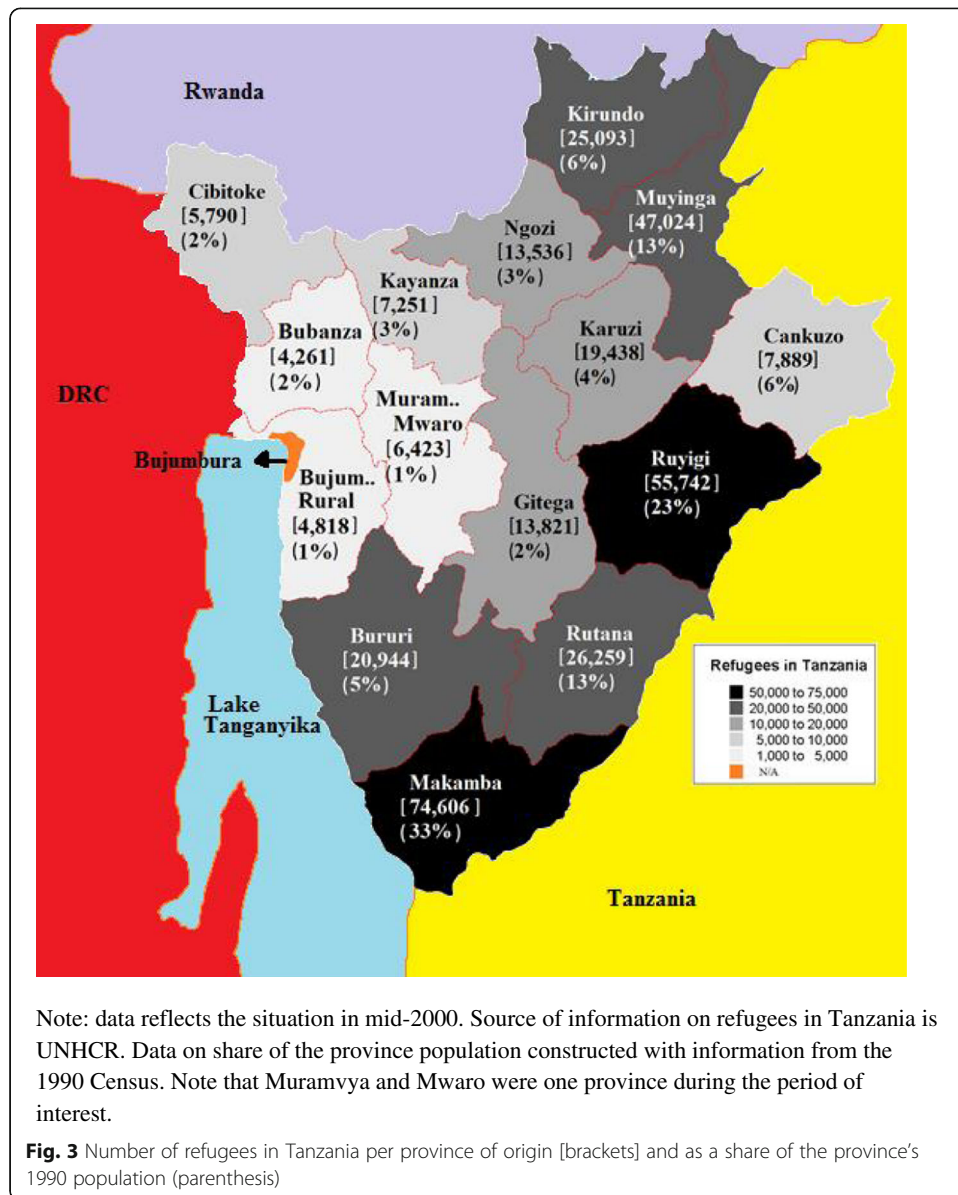 Rwanda
Kirundo
[25,093]
(6%)
Cibitoke
[5,790]
(2%)
Muyinga
[47,024]
(13%)
Ngozi
[13,536]
(3%)
Kayanza
[7,251]
(3%)
Bubanza
[4,261]
(2%)
Karuzi
[19,438]
(4%)
Cankuzo
[7,889]
(6%)
DRC
Muram..
Mwaro
[6,423]
(1%)
Bujumbura
Bujum..
Rural
[4,818]
(1%)
Gitega
[13,821]
(2%)
Ruyigi
[55,742]
(23%)
Bururi
[20,944]
(5%)
Rutana
[26,259]
(13%)
Lake
Tanganyika
Makamba
[74,606]
(33%)
Tanzania
Refugees in Tanzania
50,000 to 75,000
20,000 to 50,000
10,000 to 20,000
5,000 to 10,000
1,000 to 5,000
N/A
Note: data reflects the situation in mid-2000. Source of information on refugees in Tanzania is
UNHCR. Data on share of the province population constructed with information from the
1990 Census. Note that Muramvya and Mwaro were one province during the period of
interest.
Fig. 3 Number of refugees in Tanzania per province of origin [brackets] and as a share of the province's
1990 population (parenthesis)